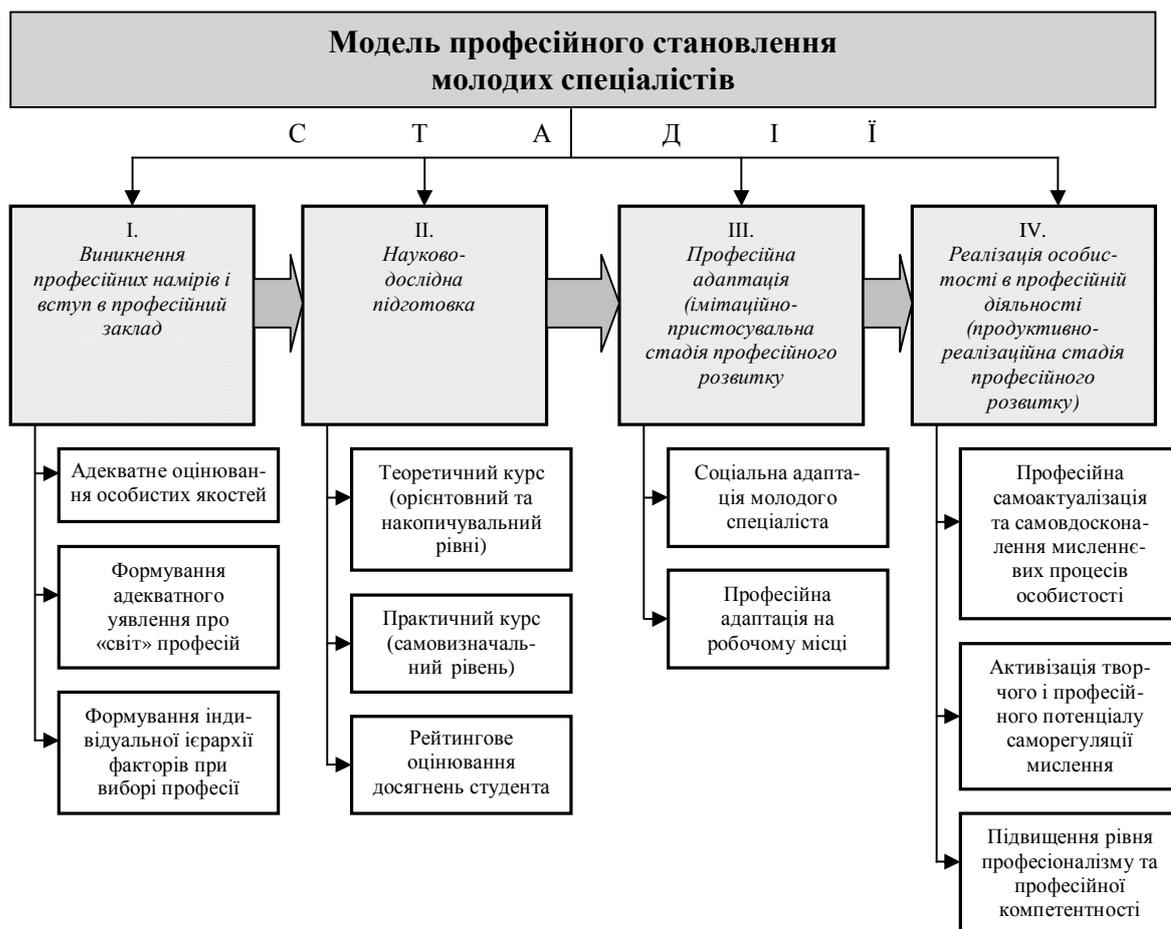 Модель професійного становлення
молодих спеціалістів
С Т А Д І Ї
І.
Виникнення
професійних намірів і
вступ в професійний
заклад
ІІ.
Науково-
дослідна
підготовка
ІІІ.
Професійна
адаптація
(імітаційно-
пристосувальна
стадія професійного
розвитку
IV.
Реалізація особис-
тості в професійній
діяльності
(продуктивно-
реалізаційна стадія
професійного
розвитку)
Адекватне оцінюван-
ня особистих якостей
Формування
адекватного
уявлення про
«світ» професій
Формування інди-
відуальної ієрархії
факторів при
виборі професії
Теоретичний курс
(орієнтовний та
накопичувальний
рівні)
Практичний курс
(самовизначаль-
ний рівень)
Рейтингове
оцінювання
досягнень студента
Соціальна адапта-
ція молодого
спеціаліста
Професійна
адаптація на
робочому місці
Професійна
самоактуалізація
та самовдоскона-
лення мисленнє-
вих процесів
особистості
Активізація твор-
чого і професій-
ного потенціалу
саморегуляції
мислення
Підвищення рівня
професіоналізму та
професійної
компетентності